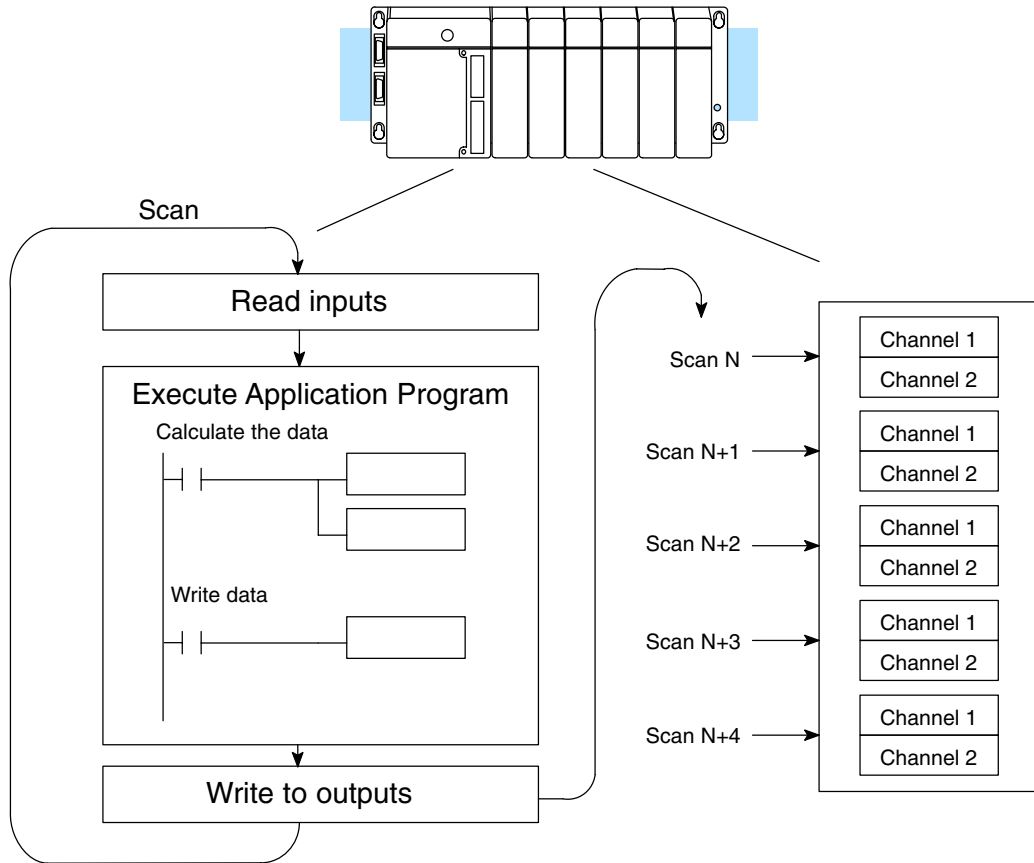 Scan
Read inputs
Execute Application Program
Calculate the data
Write data
Write to outputs
Scan N
Channel 1
Channel 2
Scan N+1
Channel 1
Channel 2
Scan N+2
Channel 1
Channel 2
Scan N+3
Channel 1
Channel 2
Scan N+4
Channel 1
Channel 2